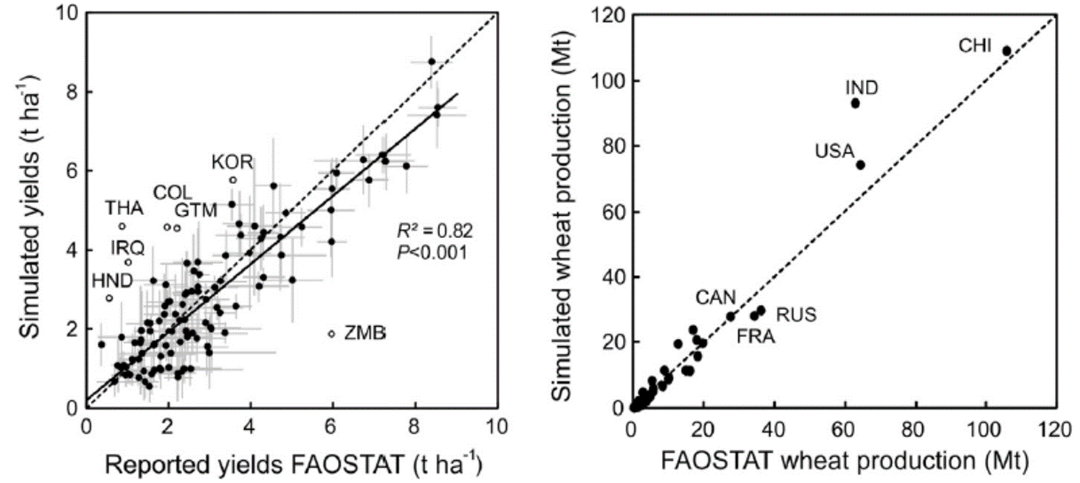 10
8
6
4
2
0
Simulated yields (t ha⁻¹)
KOR
COL
THA
GTM
IRQ
HND
R² = 0.82
P<0.001
ZMB
0 2 4 6 8 10
Reported yields FAOSTAT (t ha⁻¹)
120
100
80
60
40
20
0
Simulated wheat production (Mt)
CHI
IND
USA
CAN
RUS
FRA
0 20 40 60 80 100 120
FAOSTAT wheat production (Mt)